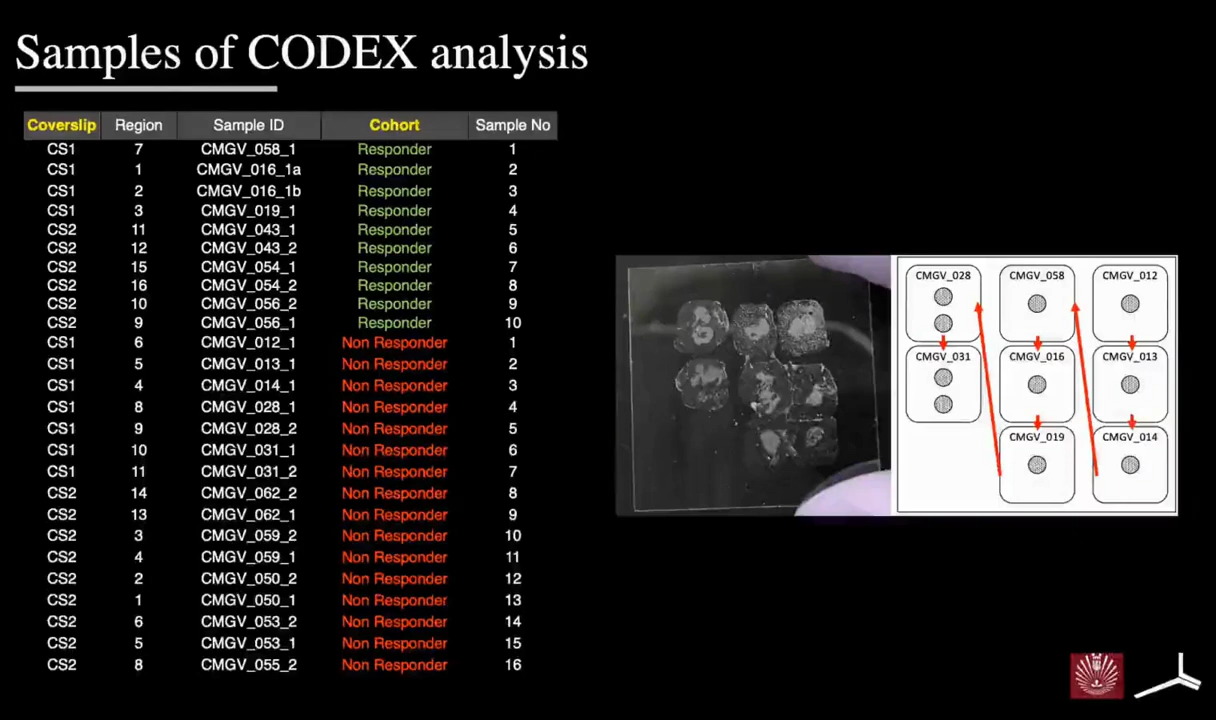 Samples of CODEX analysis
Coverslip Region Sample ID Cohort Sample No
CS1 7 CMGV_058_1 Responder 1
CS1 1 CMGV_016_1a Responder 2
CS1 2 CMGV_016_1b Responder 3
CS1 3 CMGV_019_1 Responder 4
CS2 11 CMGV_043_1 Responder 5
CS2 12 CMGV_043_2 Responder 6
CS2 15 CMGV_054_1 Responder 7
CS2 16 CMGV_054_2 Responder 8
CS2 10 CMGV_056_2 Responder 9
CS2 9 CMGV_056_1 Responder 10
CS1 6 CMGV_012_1 Non Responder 1
CS1 5 CMGV_013_1 Non Responder 2
CS1 4 CMGV_014_1 Non Responder 3
CS1 8 CMGV_028_1 Non Responder 4
CS1 9 CMGV_028_2 Non Responder 5
CS1 10 CMGV_031_1 Non Responder 6
CS1 11 CMGV_031_2 Non Responder 7
CS2 14 CMGV_062_2 Non Responder 8
CS2 13 CMGV_062_1 Non Responder 9
CS2 3 CMGV_059_2 Non Responder 10
CS2 4 CMGV_059_1 Non Responder 11
CS2 2 CMGV_050_2 Non Responder 12
CS2 1 CMGV_050_1 Non Responder 13
CS2 6 CMGV_053_2 Non Responder 14
CS2 5 CMGV_053_1 Non Responder 15
CS2 8 CMGV_055_2 Non Responder 16
CMGV_028 CMGV_058 CMGV_012
CMGV_031 CMGV_016 CMGV_013
CMGV_019 CMGV_014